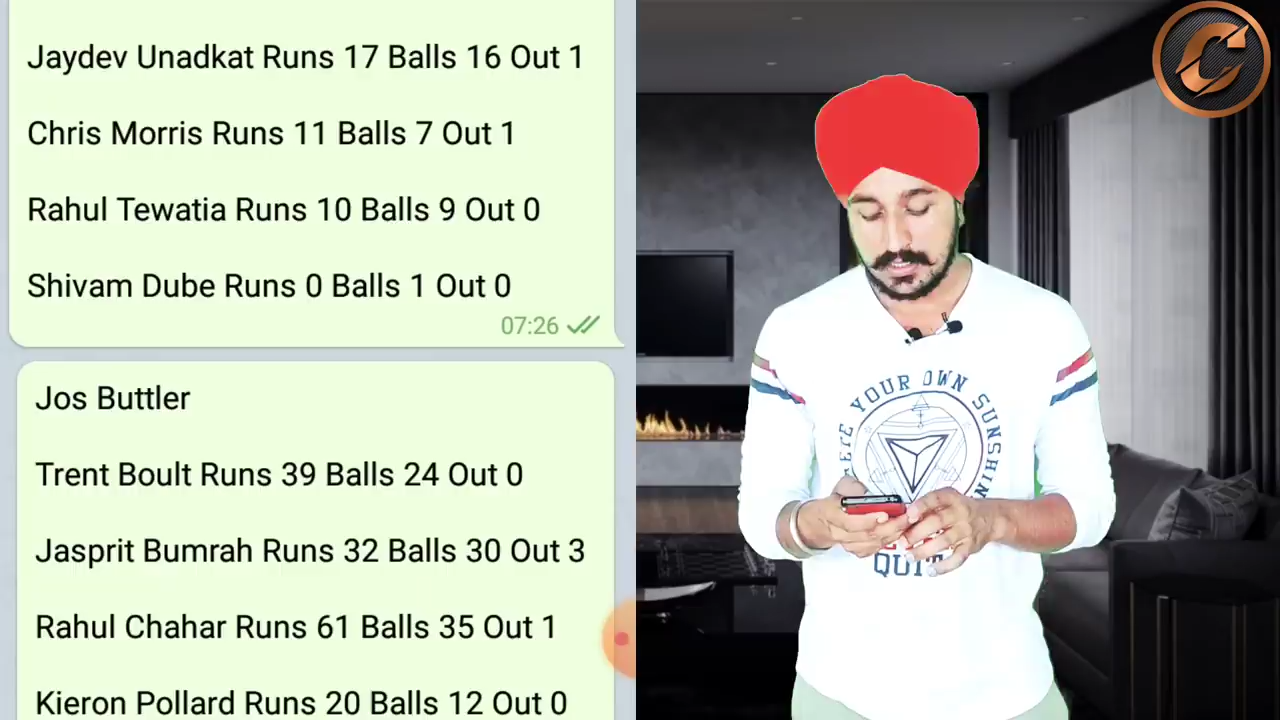 Jaydev Unadkat Runs 17 Balls 16 Out 1
Chris Morris Runs 11 Balls 7 Out 1
Rahul Tewatia Runs 10 Balls 9 Out 0
Shivam Dube Runs 0 Balls 1 Out 0
07:26
Jos Buttler
Trent Boult Runs 39 Balls 24 Out 0
Jasprit Bumrah Runs 32 Balls 30 Out 3
Rahul Chahar Runs 61 Balls 35 Out 1
Kieron Pollard Runs 20 Balls 12 Out 0
YOUR OWN SUNSHIN